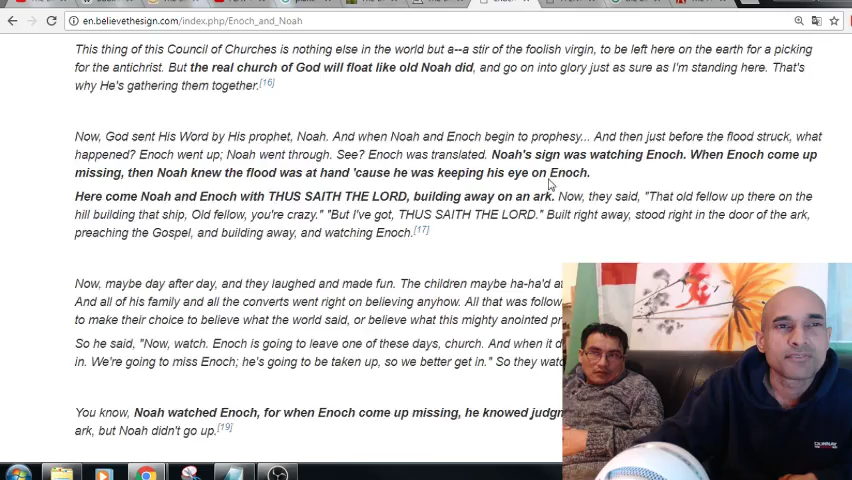 en.believethesign.com/index.php/Enoch_and_Noah
This thing of this Council of Churches is nothing else in the world but a--a stir of the foolish virgin, to be left here on the earth for a picking
for the antichrist. But the real church of God will float like old Noah did, and go on into glory just as sure as I'm standing here. That's
why He's gathering them together.[16]
Now, God sent His Word by His prophet, Noah. And when Noah and Enoch begin to prophesy... And then just before the flood struck, what
happened? Enoch went up; Noah went through. See? Enoch was translated. Noah's sign was watching Enoch. When Enoch come up
missing, then Noah knew the flood was at hand 'cause he was keeping his eye on Enoch.
Here come Noah and Enoch with THUS SAITH THE LORD, building away on an ark. Now, they said, "That old fellow up there on the
hill building that ship, Old fellow, you're crazy." "But I've got, THUS SAITH THE LORD." Built right away, stood right in the door of the ark,
preaching the Gospel, and building away, and watching Enoch.[17]
Now, maybe day after day, and they laughed and made fun. The children maybe ha-ha'd at
And all of his family and all the converts went right on believing anyhow. All that was follow
to make their choice to believe what the world said, or believe what this mighty anointed
So he said, "Now, watch. Enoch is going to leave one of these days, church. And when it
in. We're going to miss Enoch; he's going to be taken up, so we better get in." So they
You know, Noah watched Enoch, for when Enoch come up missing, he knowed
ark, but Noah didn't go up.[19]